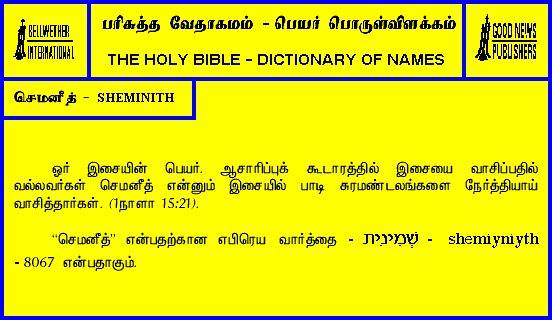 BELLWETHER
INTERNATIONAL
பரிசுத்த வேதாகமம் - பெயர் பொருள்விளக்கம்
THE HOLY BIBLE - DICTIONARY OF NAMES
GOOD NEWS
PUBLISHERS
செமனீத் - SHEMINITH
ஓர் இசையின் பெயர். ஆசாரிப்புக் கூடாரத்தில் இசையை வாசிப்பதில்
வல்லவர்கள் செமனீத் என்னும் இசையில் பாடி சுரமண்டலங்களை நேர்த்தியாய்
வாசித்தார்கள். (1நாளா 15:21).
“செமனீத்” என்பதற்கான எபிரெய வார்த்தை - שְׁמִינִית - shemiyniyth
- 8067 என்பதாகும்.